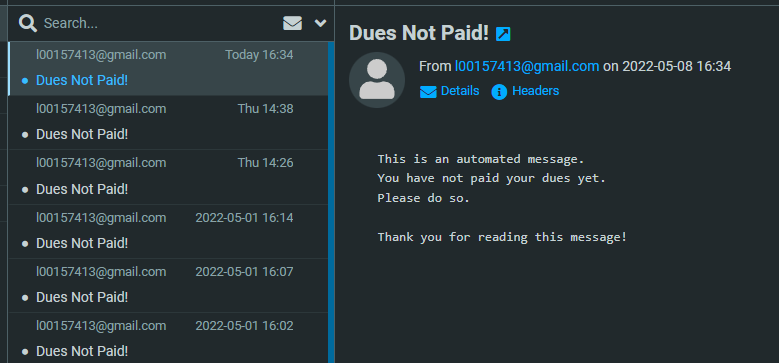 Search...
l00157413@gmail.com Today 16:34
Dues Not Paid!
l00157413@gmail.com Thu 14:38
Dues Not Paid!
l00157413@gmail.com Thu 14:26
Dues Not Paid!
l00157413@gmail.com 2022-05-01 16:14
Dues Not Paid!
l00157413@gmail.com 2022-05-01 16:07
Dues Not Paid!
l00157413@gmail.com 2022-05-01 16:02
Dues Not Paid!
Dues Not Paid!
From l00157413@gmail.com on 2022-05-08 16:34
Details Headers
This is an automated message.
You have not paid your dues yet.
Please do so.
Thank you for reading this message!